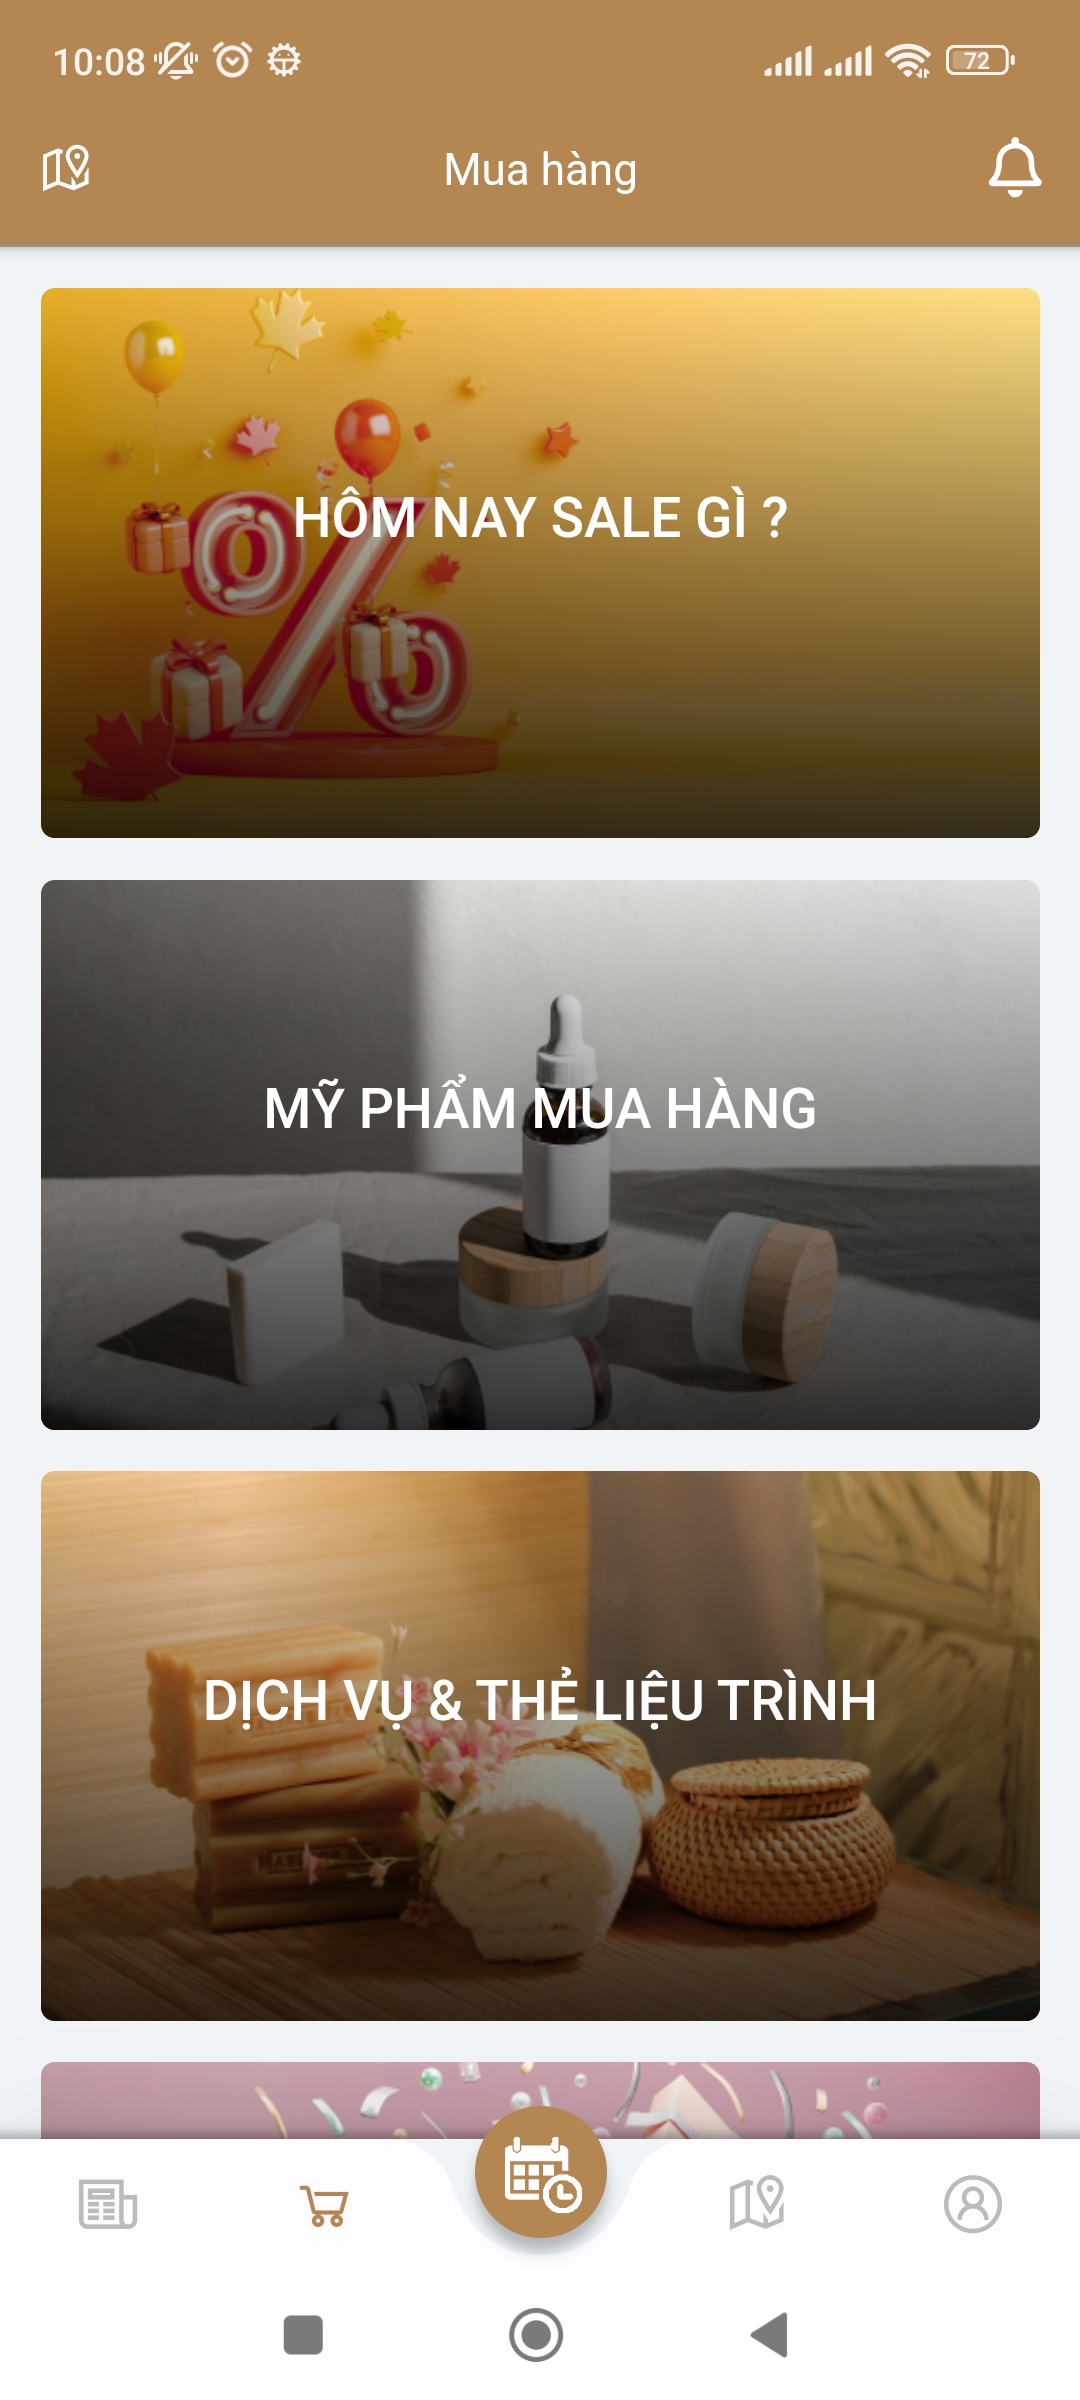 10:08
72
Mua hàng
HÔM NAY SALE GÌ ?
MỸ PHẨM MUA HÀNG
DỊCH VỤ & THẺ LIỆU TRÌNH